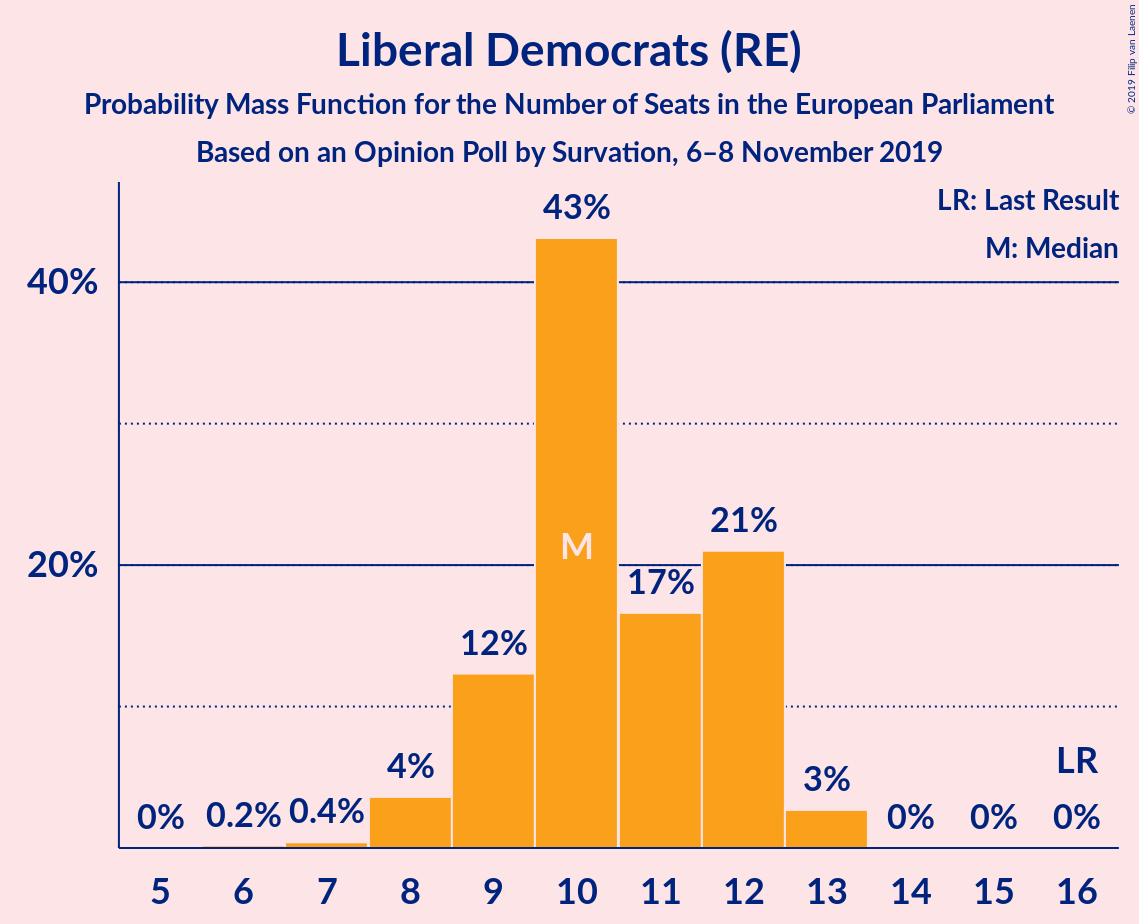 Liberal Democrats (RE)
Probability Mass Function for the Number of Seats in the European Parliament
Based on an Opinion Poll by Survation, 6–8 November 2019
© 2019 Filip van Laenen
LR: Last Result
M: Median
40%
20%
0%
0.2%
0.4%
4%
12%
43%
M
17%
21%
3%
0%
0%
LR
0%
5 6 7 8 9 10 11 12 13 14 15 16